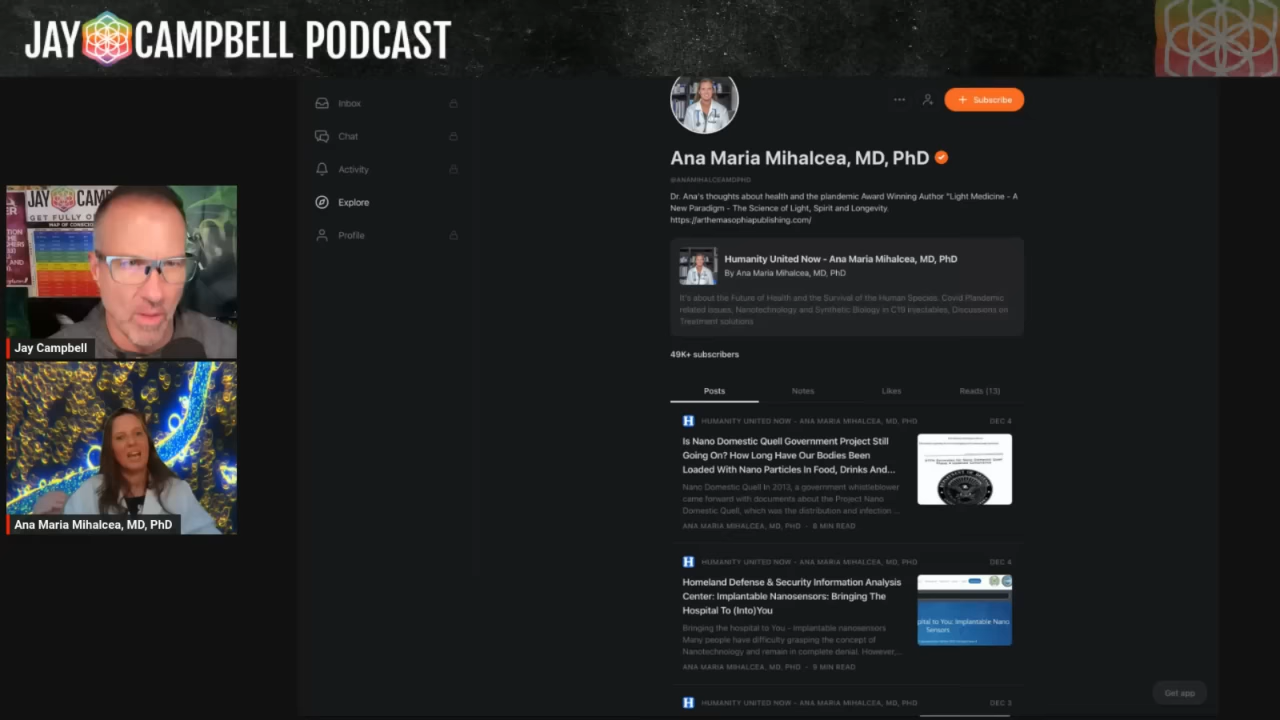 JAY CAMPBELL PODCAST
Inbox
Chat
Activity
Explore
Profile
Subscribe
Ana Maria Mihalcea, MD, PhD
@ANAMIHALCEAMDPHD
Dr. Ana's thoughts about health and the plandemic Award Winning Author "Light Medicine - A
New Paradigm - The Science of Light, Spirit and Longevity.
https://arthemasophiapublishing.com/
Humanity United Now - Ana Maria Mihalcea, MD, PhD
By Ana Maria Mihalcea, MD, PhD
It's about the Future of Health and the Survival of the Human Species. Covid Plandemic
related issues, Nanotechnology and Synthetic Biology in C19 injectables, Discussions on
Treatment solutions
49K+ subscribers
Posts Notes Likes Reads (13)
HUMANITY UNITED NOW - ANA MARIA MIHALCEA, MD, PHD DEC 4
Is Nano Domestic Quell Government Project Still
Going On? How Long Have Our Bodies Been
Loaded With Nano Particles In Food, Drinks And...
Nano Domestic Quell In 2013, a government whistleblower
came forward with documents about the Project Nano
Domestic Quell, which was the distribution and infection ...
ANA MARIA MIHALCEA, MD, PHD - 6 MIN READ
HUMANITY UNITED NOW - ANA MARIA MIHALCEA, MD, PHD DEC 4
Homeland Defense & Security Information Analysis
Center: Implantable Nanosensors: Bringing The
Hospital To (Into)You
Bringing the hospital to You - Implantable nanosensors
Many people have difficulty grasping the concept of
Nanotechnology and remain in complete denial. However,...
ANA MARIA MIHALCEA, MD, PHD - 9 MIN READ
pital to You: Implantable Nano
Sensors
HUMANITY UNITED NOW - ANA MARIA MIHALCEA, MD, PHD DEC 3
Get app
JAY CAMP
GET FULLY O
MAP OF CONSCIO
Jay Campbell
Ana Maria Mihalcea, MD, PhD